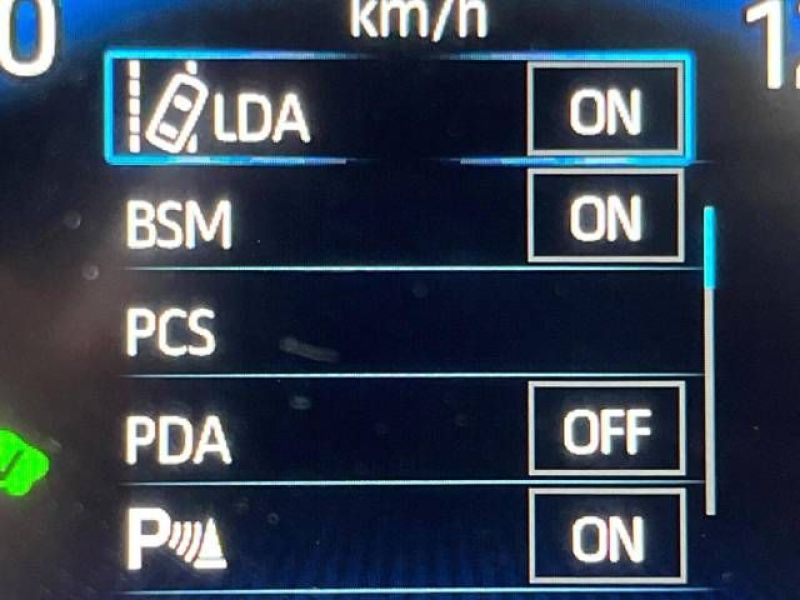 km/h
LDA ON
BSM ON
PCS
PDA OFF
P ON